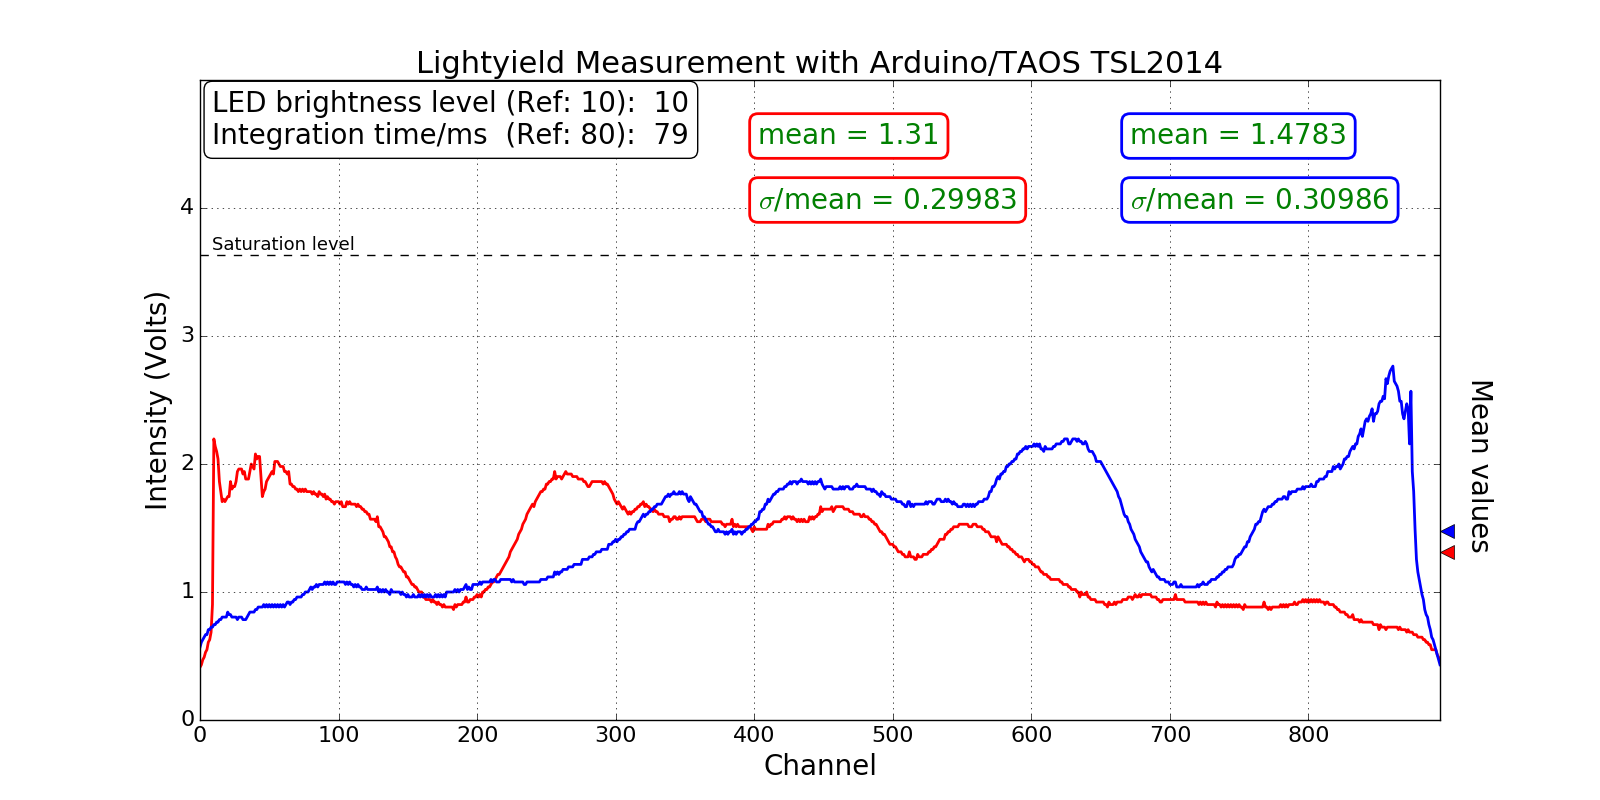 Lightyield Measurement with Arduino/TAOS TSL2014
LED brightness level (Ref: 10):  10
Integration time/ms  (Ref: 80):  79
mean = 1.31
mean = 1.4783
σ/mean = 0.29983
σ/mean = 0.30986
Saturation level
Intensity (Volts)
4
3
2
1
0
Mean values
0 100 200 300 400 500 600 700 800
Channel